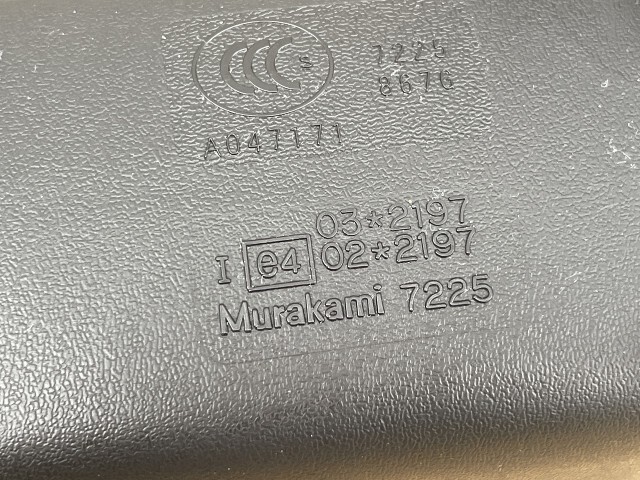 CCC S 7225
8676
A047171
03*2197
I e4 02*2197
Murakami 7225